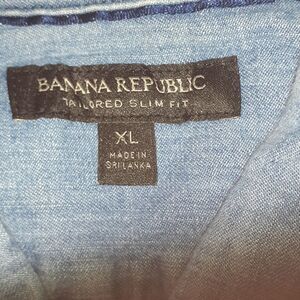 BANANA REPUBLIC
TAILORED SLIM FIT
XL
MADE IN
SRI LANKA